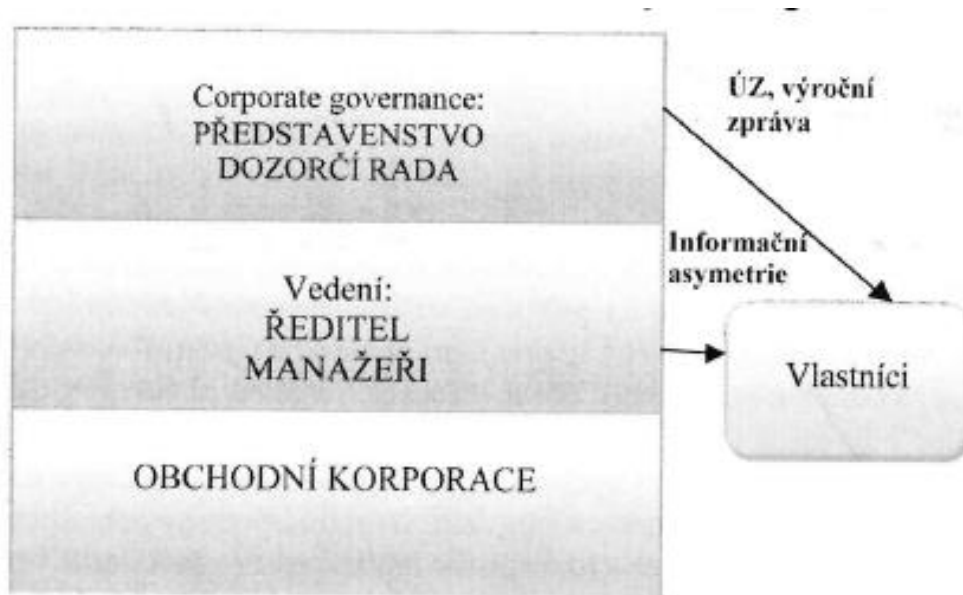 Corporate governance:
PŘEDSTAVENSTVO
DOZORČÍ RADA
ÚZ, výroční
zpráva
Informační
asymetrie
Vedení:
ŘEDITEL
MANAŽEŘI
Vlastníci
OBCHODNÍ KORPORACE